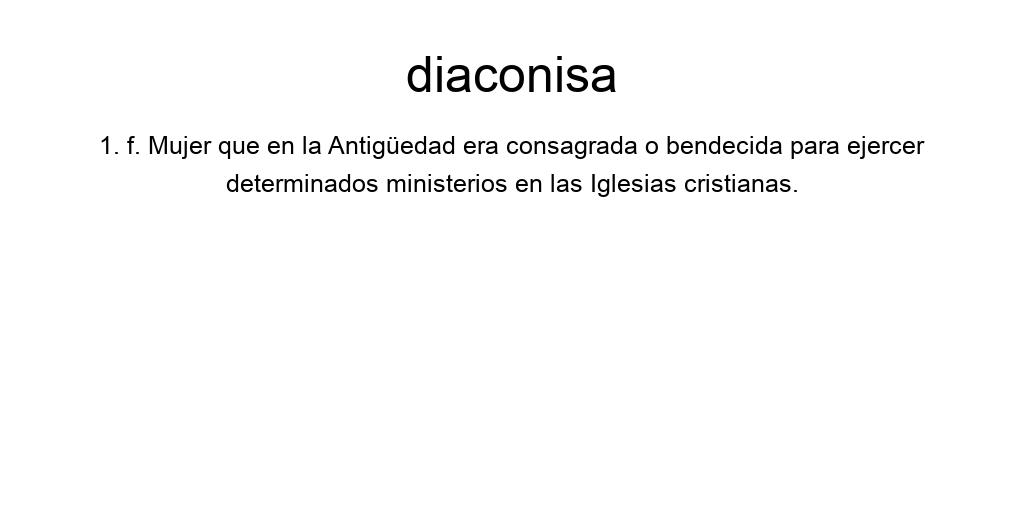 diaconisa
1. f. Mujer que en la Antigüedad era consagrada o bendecida para ejercer
determinados ministerios en las Iglesias cristianas.